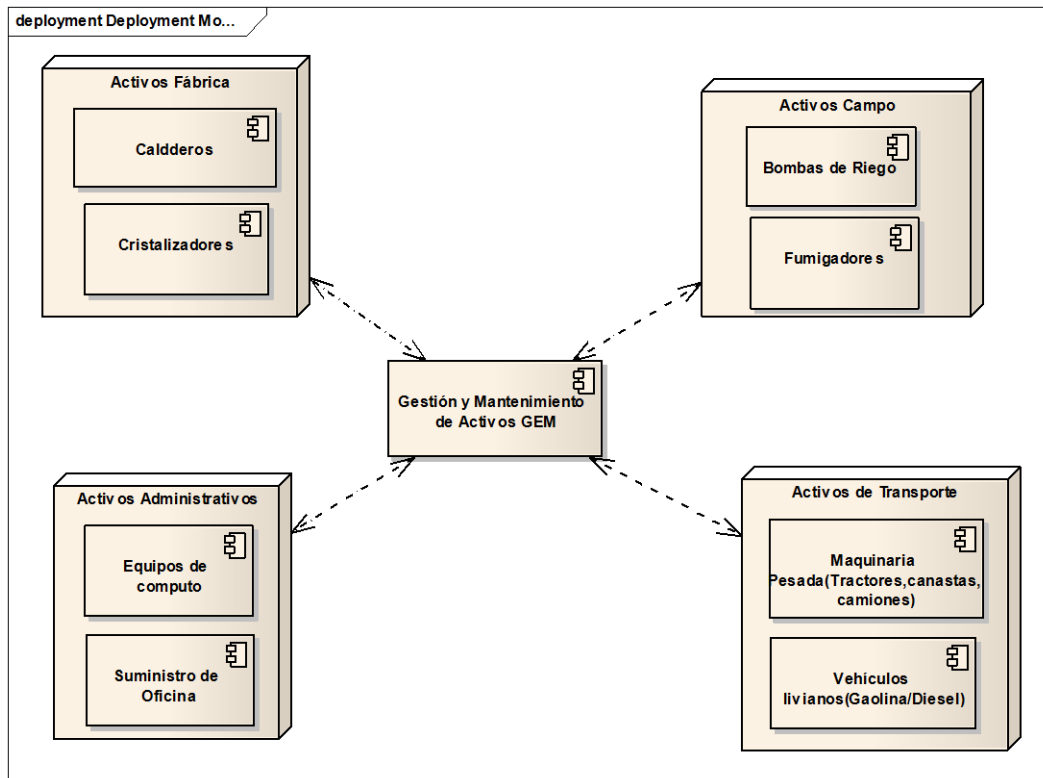 deployment Deployment Mo...
Activos Fábrica
Caldderos
Cristalizadores
Activos Campo
Bombas de Riego
Fumigadores
Gestión y Mantenimiento
de Activos GEM
Activos Administrativos
Equipos de
computo
Suministro de
Oficina
Activos de Transporte
Maquinaria
Pesada(Tractores,canastas,
camiones)
Vehículos
livianos(Gaolina/Diesel)